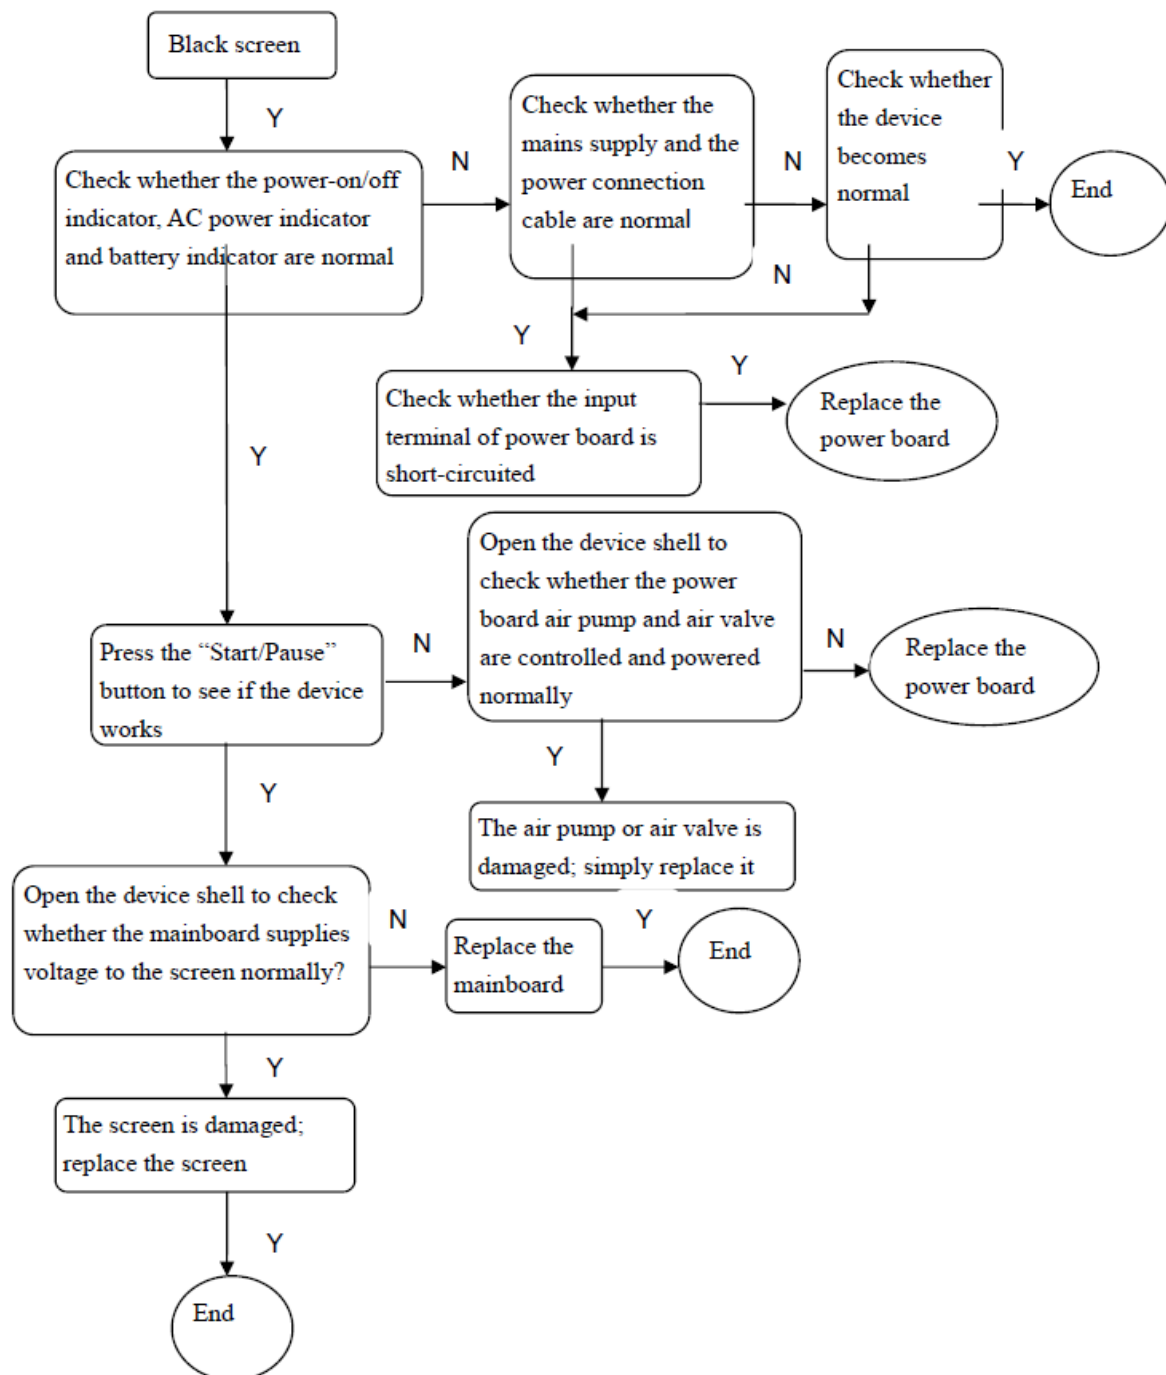 Black screen
Y
Check whether the power-on/off
indicator, AC power indicator
and battery indicator are normal
N
Check whether the
mains supply and the
power connection
cable are normal
N
Check whether
the device
becomes
normal
Y
End
N
Y
Check whether the input
terminal of power board is
short-circuited
Y
Replace the
power board
Y
Press the “Start/Pause”
button to see if the device
works
N
Open the device shell to
check whether the power
board air pump and air valve
are controlled and powered
normally
N
Replace the
power board
Y
The air pump or air valve is
damaged; simply replace it
Y
Open the device shell to check
whether the mainboard supplies
voltage to the screen normally?
N
Replace the
mainboard
Y
End
Y
The screen is damaged;
replace the screen
Y
End